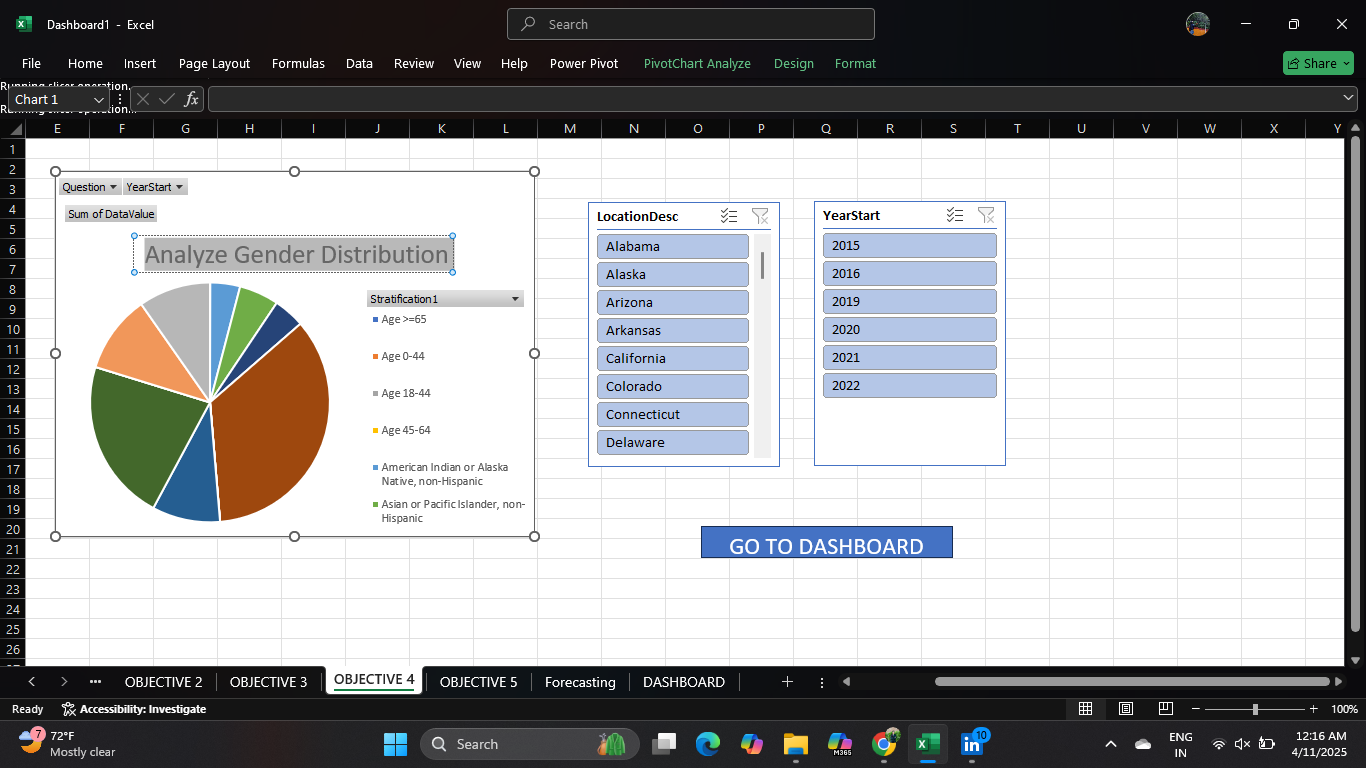 Dashboard1 - Excel
Search
File Home Insert Page Layout Formulas Data Review View Help Power Pivot PivotChart Analyze Design Format
Share
Running slicer operation.
Chart 1
fx
Running slicer operation...
E F G H I J K L M N O P Q R S T U V W X Y
1
2
3
4
5
6
7
8
9
10
11
12
13
14
15
16
17
18
19
20
21
22
23
24
25
26
Question YearStart
Sum of DataValue
Analyze Gender Distribution
Stratification1
Age >=65
Age 0-44
Age 18-44
Age 45-64
American Indian or Alaska
Native, non-Hispanic
Asian or Pacific Islander, non-
Hispanic
LocationDesc
Alabama
Alaska
Arizona
Arkansas
California
Colorado
Connecticut
Delaware
YearStart
2015
2016
2019
2020
2021
2022
GO TO DASHBOARD
OBJECTIVE 2 OBJECTIVE 3 OBJECTIVE 4 OBJECTIVE 5 Forecasting DASHBOARD
Ready Accessibility: Investigate
100%
7
72°F
Mostly clear
Search
M365
in
10
ENG
IN
12:16 AM
4/11/2025